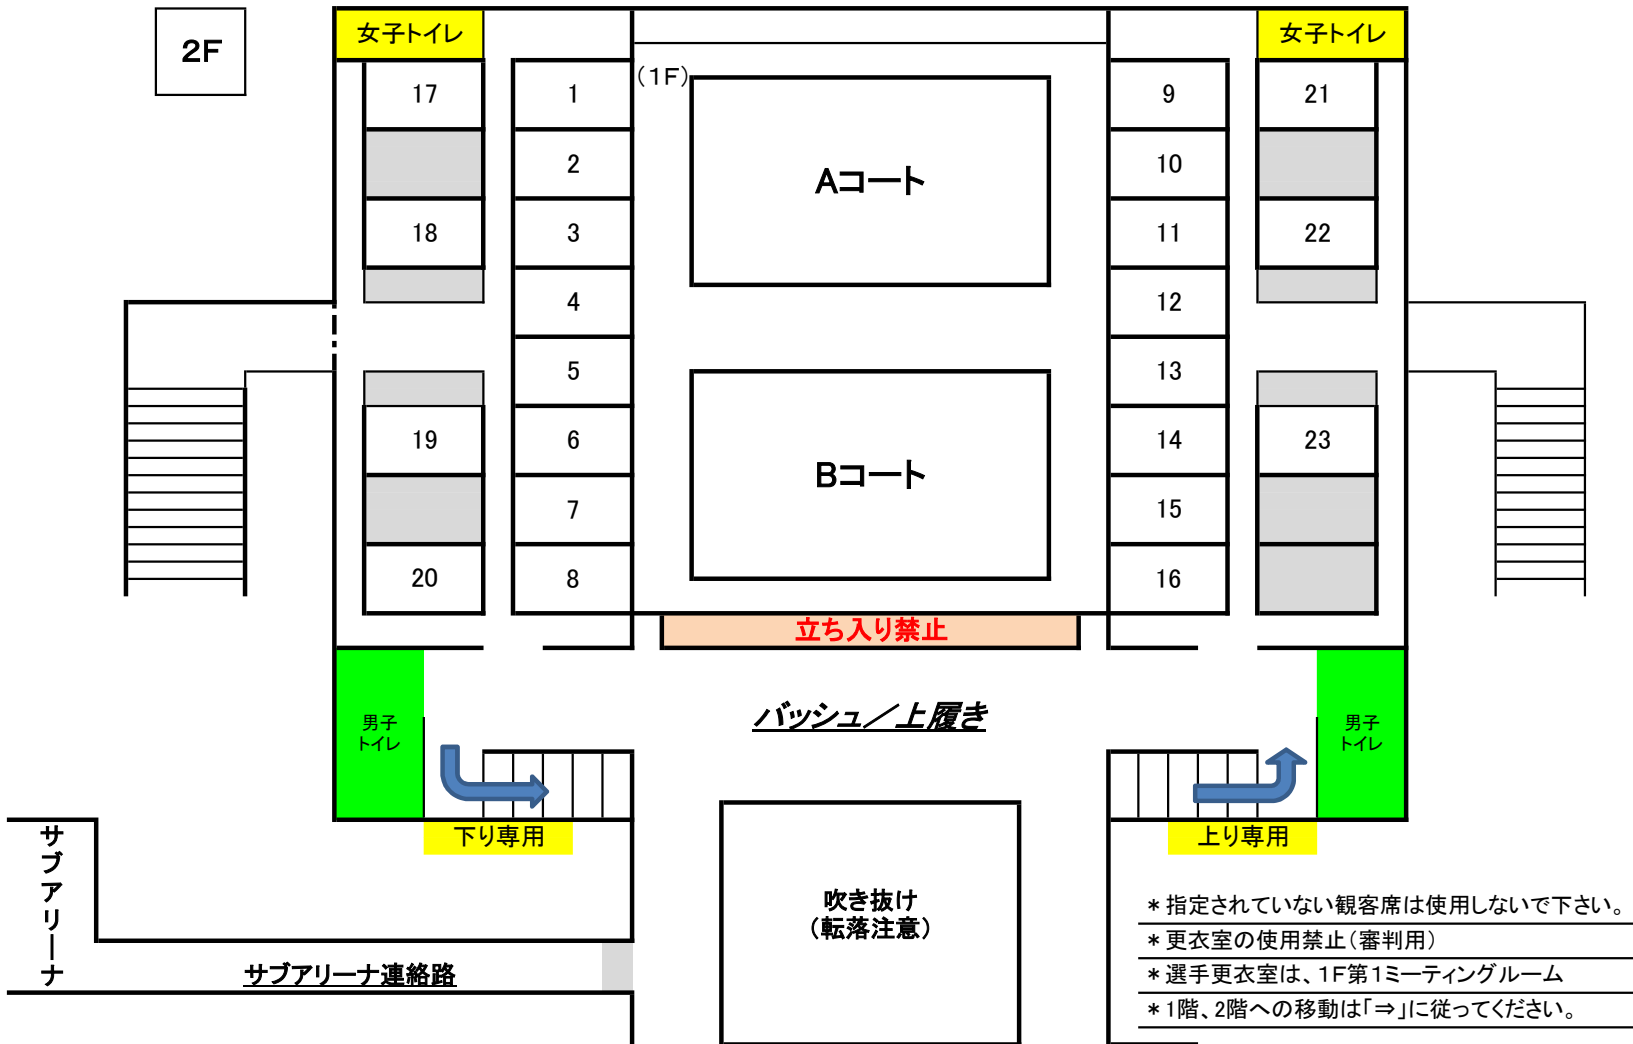 2F
女子トイレ
女子トイレ
(1F)
17
1
9
21
2
Aコート
10
18
3
11
22
4
12
5
13
19
6
14
23
Bコート
7
15
20
8
16
立ち入り禁止
バッシュ／上履き
男子
トイレ
男子
トイレ
下り専用
上り専用
サブアリーナ
吹き抜け
（転落注意）
サブアリーナ連絡路
＊指定されていない観客席は使用しないで下さい。
＊更衣室の使用禁止（審判用）
＊選手更衣室は、1F第1ミーティングルーム
＊1階、2階への移動は「⇒」に従ってください。